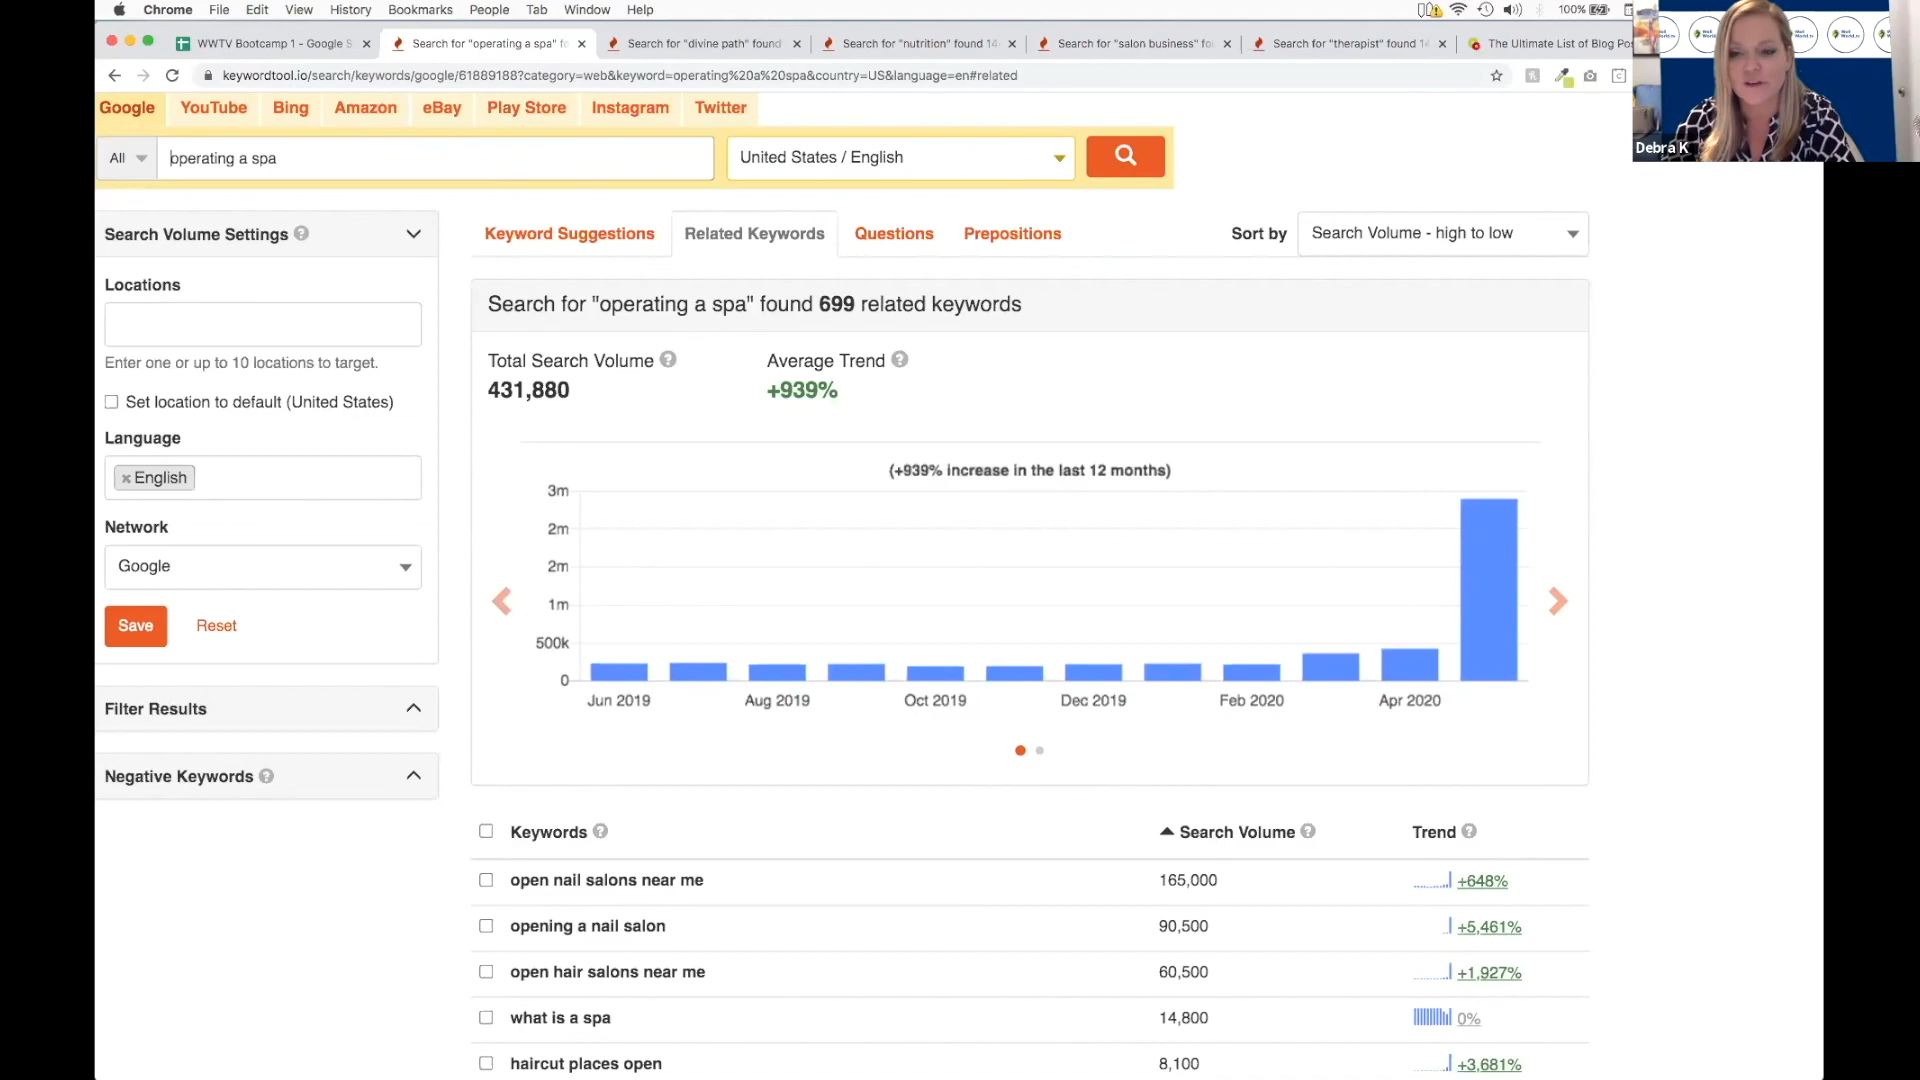 Chrome File Edit View History Bookmarks People Tab Window Help 100%
WWTV Bootcamp 1 - Google S
Search for "operating a spa" fo
Search for "divine path" found
Search for "nutrition" found 14
Search for "salon business" fo
Search for "therapist" found 14
The Ultimate List of Blog Pos
keywordtool.io/search/keywords/google/61889188?category=web&keyword=operating%20a%20spa&country=US&language=en#related
Debra K
Google YouTube Bing Amazon eBay Play Store Instagram Twitter
All operating a spa United States / English
Search Volume Settings
Locations
Enter one or up to 10 locations to target.
Set location to default (United States)
Language
English
Network
Google
Save Reset
Filter Results
Negative Keywords
Keyword Suggestions Related Keywords Questions Prepositions Sort by Search Volume - high to low
Search for "operating a spa" found 699 related keywords
Total Search Volume Average Trend
431,880 +939%
(+939% increase in the last 12 months)
3m
2m
2m
1m
500k
0
Jun 2019 Aug 2019 Oct 2019 Dec 2019 Feb 2020 Apr 2020
Keywords Search Volume Trend
open nail salons near me 165,000 +648%
opening a nail salon 90,500 +5,461%
open hair salons near me 60,500 +1,927%
what is a spa 14,800 0%
haircut places open 8,100 +3,681%